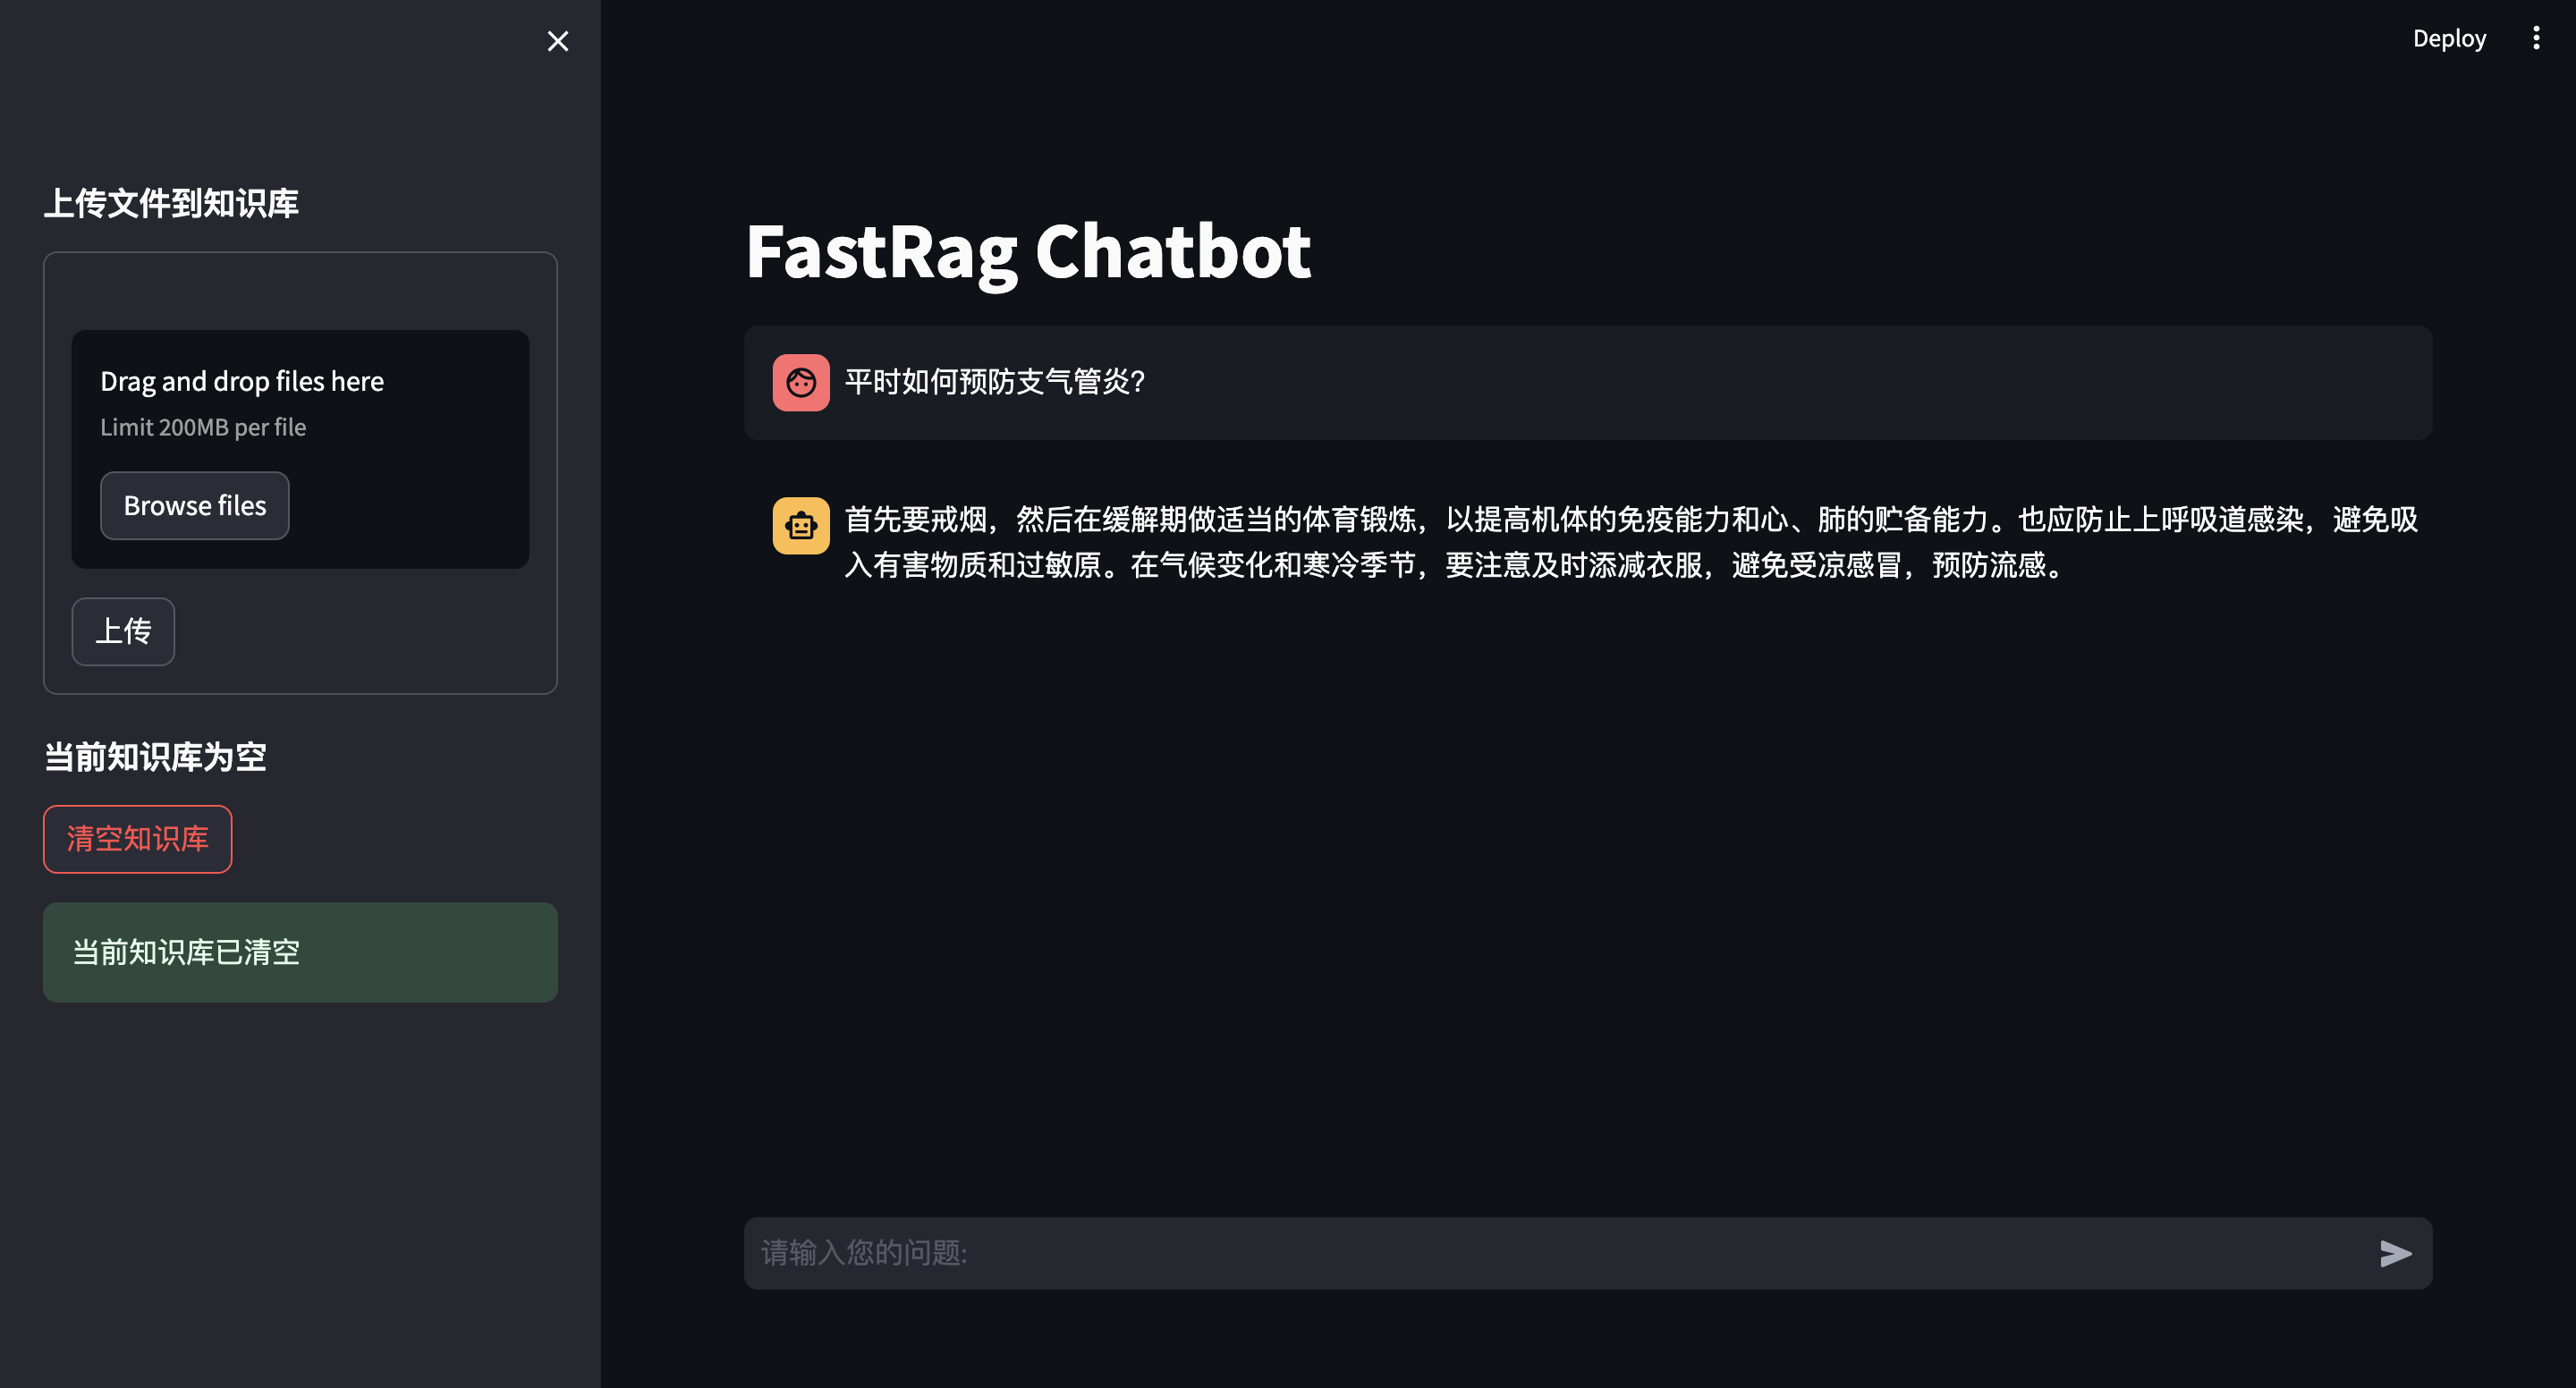 Deploy
上传文件到知识库
Drag and drop files here
Limit 200MB per file
Browse files
上传
当前知识库为空
清空知识库
当前知识库已清空
FastRag Chatbot
平时如何预防支气管炎?
首先要戒烟，然后在缓解期做适当的体育锻炼，以提高机体的免疫能力和心、肺的贮备能力。也应防止上呼吸道感染，避免吸
入有害物质和过敏原。在气候变化和寒冷季节，要注意及时添减衣服，避免受凉感冒，预防流感。
请输入您的问题: